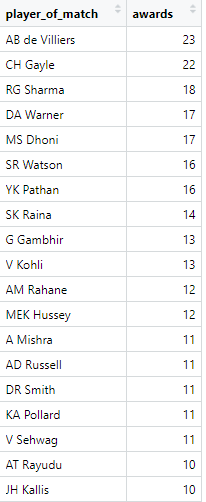 player_of_match awards
AB de Villiers 23
CH Gayle 22
RG Sharma 18
DA Warner 17
MS Dhoni 17
SR Watson 16
YK Pathan 16
SK Raina 14
G Gambhir 13
V Kohli 13
AM Rahane 12
MEK Hussey 12
A Mishra 11
AD Russell 11
DR Smith 11
KA Pollard 11
V Sehwag 11
AT Rayudu 10
JH Kallis 10